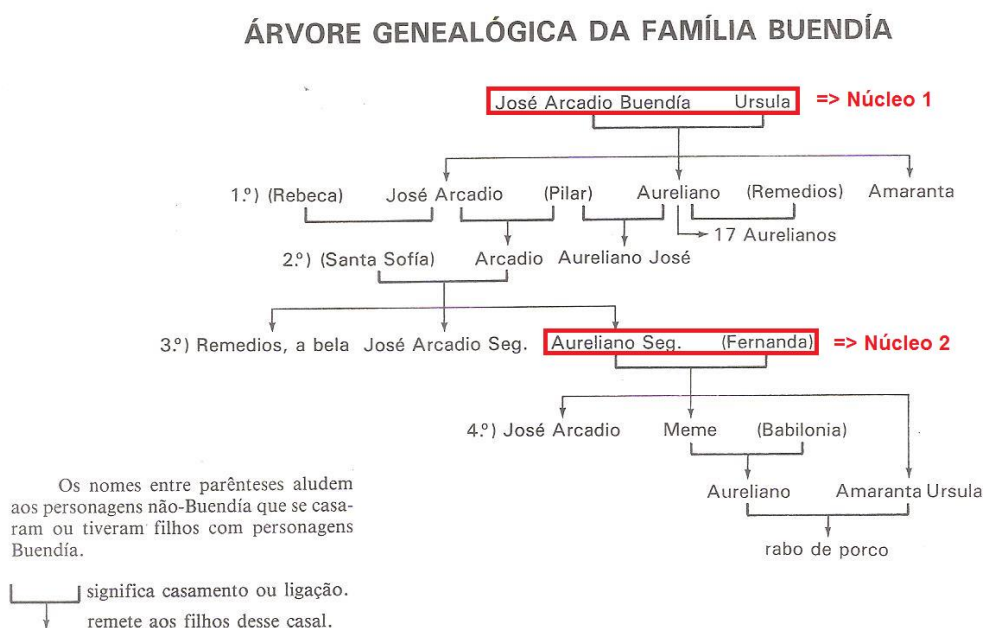 ÁRVORE GENEALÓGICA DA FAMÍLIA BUENDÍA
José Arcadio Buendía Ursula => Núcleo 1
1.º) (Rebeca) José Arcadio (Pilar) Aureliano (Remedios) Amaranta
17 Aurelianos
2.º) (Santa Sofía) Arcadio Aureliano José
3.º) Remedios, a bela José Arcadio Seg. Aureliano Seg. (Fernanda) => Núcleo 2
4.º) José Arcadio Meme (Babilonia)
Aureliano Amaranta Ursula
rabo de porco
Os nomes entre parênteses aludem
aos personagens não-Buendía que se casa-
ram ou tiveram filhos com personagens
Buendía.
significa casamento ou ligação.
remete aos filhos desse casal.